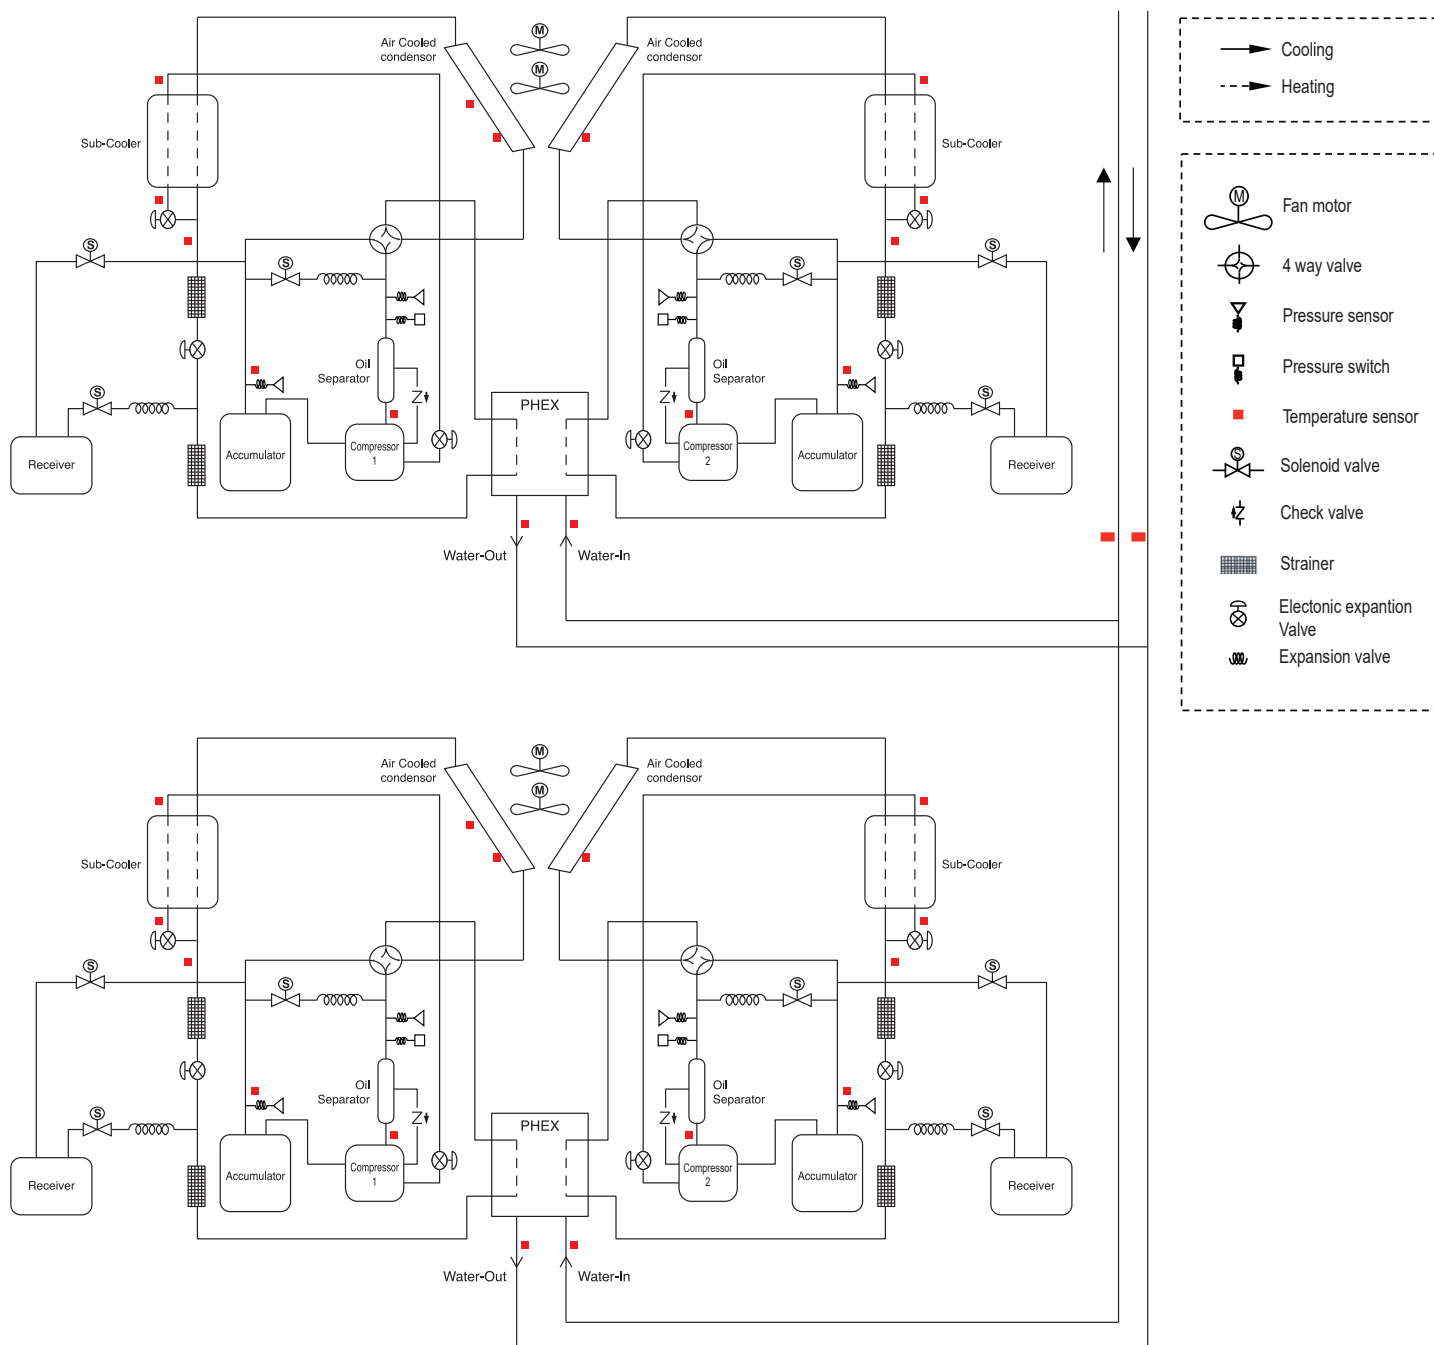 M
Air Cooled
condensor
M
Air Cooled
condensor
Sub-Cooler
Sub-Cooler
S
S
S
S
Oil
Separator
Oil
Separator
S
S
PHEX
Receiver
Accumulator
Compressor
1
Compressor
2
Accumulator
Receiver
Water-Out
Water-In
M
Air Cooled
condensor
M
Air Cooled
condensor
Sub-Cooler
Sub-Cooler
S
S
S
S
Oil
Separator
Oil
Separator
S
S
PHEX
Receiver
Accumulator
Compressor
1
Compressor
2
Accumulator
Receiver
Water-Out
Water-In
Cooling
Heating
M
Fan motor
4 way valve
Pressure sensor
Pressure switch
Temperature sensor
S
Solenoid valve
Check valve
Strainer
Electonic expantion
Valve
Expansion valve